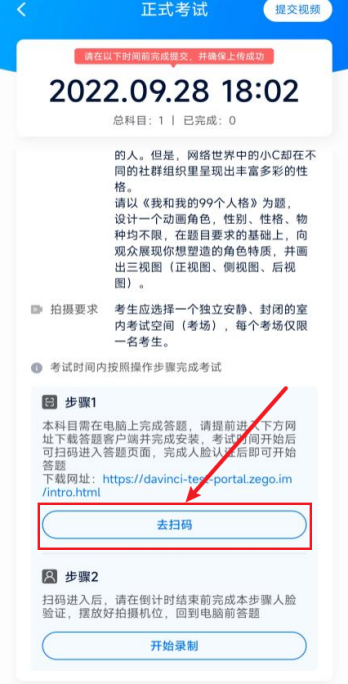 正式考试
提交视频
请在以下时间前完成提交，并确保上传成功
2022.09.28 18:02
总科目：1 | 已完成：0
的人。但是，网络世界中的小C却在不
同的社群组织里呈现出丰富多彩的性
格。
请以《我和我的99个人格》为题，
设计一个动画角色，性别、性格、物
种均不限，在题目要求的基础上，向
观众展现你想塑造的角色特质，并画
出三视图（正视图、侧视图、后视
图）。
拍摄要求 考生应选择一个独立安静、封闭的室
内考试空间（考场），每个考场仅限
一名考生。
考试时间内按照操作步骤完成考试
步骤1
本科目需在电脑上完成答题，请提前进入下方网
址下载答题客户端并完成安装，考试时间开始后
可扫码进入答题页面，完成人脸认证后即可开始
答题
下载网址：https://davinci-test-portal.zego.im
/intro.html
去扫码
步骤2
扫码进入后，请在倒计时结束前完成本步骤人脸
验证，摆放好拍摄机位，回到电脑前答题
开始录制